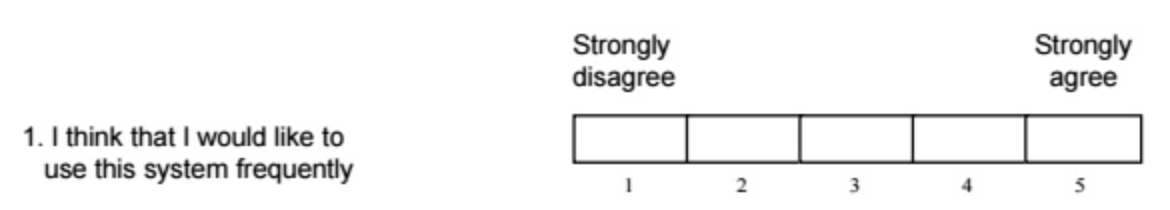 Strongly disagree
Strongly agree
1. I think that I would like to
use this system frequently
1 2 3 4 5